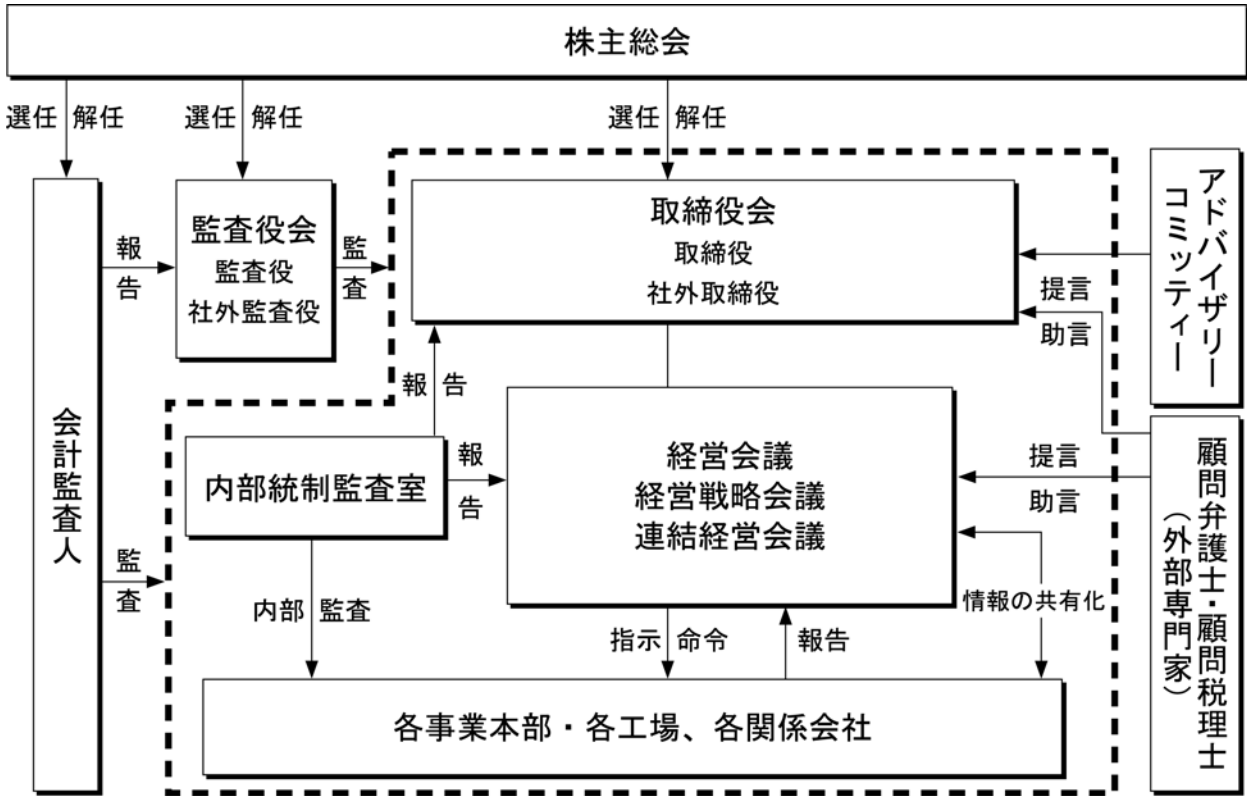 株主総会
選任 解任
選任 解任
選任 解任
監査役会
監査役
社外監査役
報告
監査
取締役会
取締役
社外取締役
アドバイザリー
コミッティー
提言
助言
報告
会計監査人
内部統制監査室
報告
経営会議
経営戦略会議
連結経営会議
提言
助言
顧問弁護士・顧問税理士
（外部専門家）
監査
内部 監査
指示 命令
報告
情報の共有化
各事業本部・各工場、各関係会社